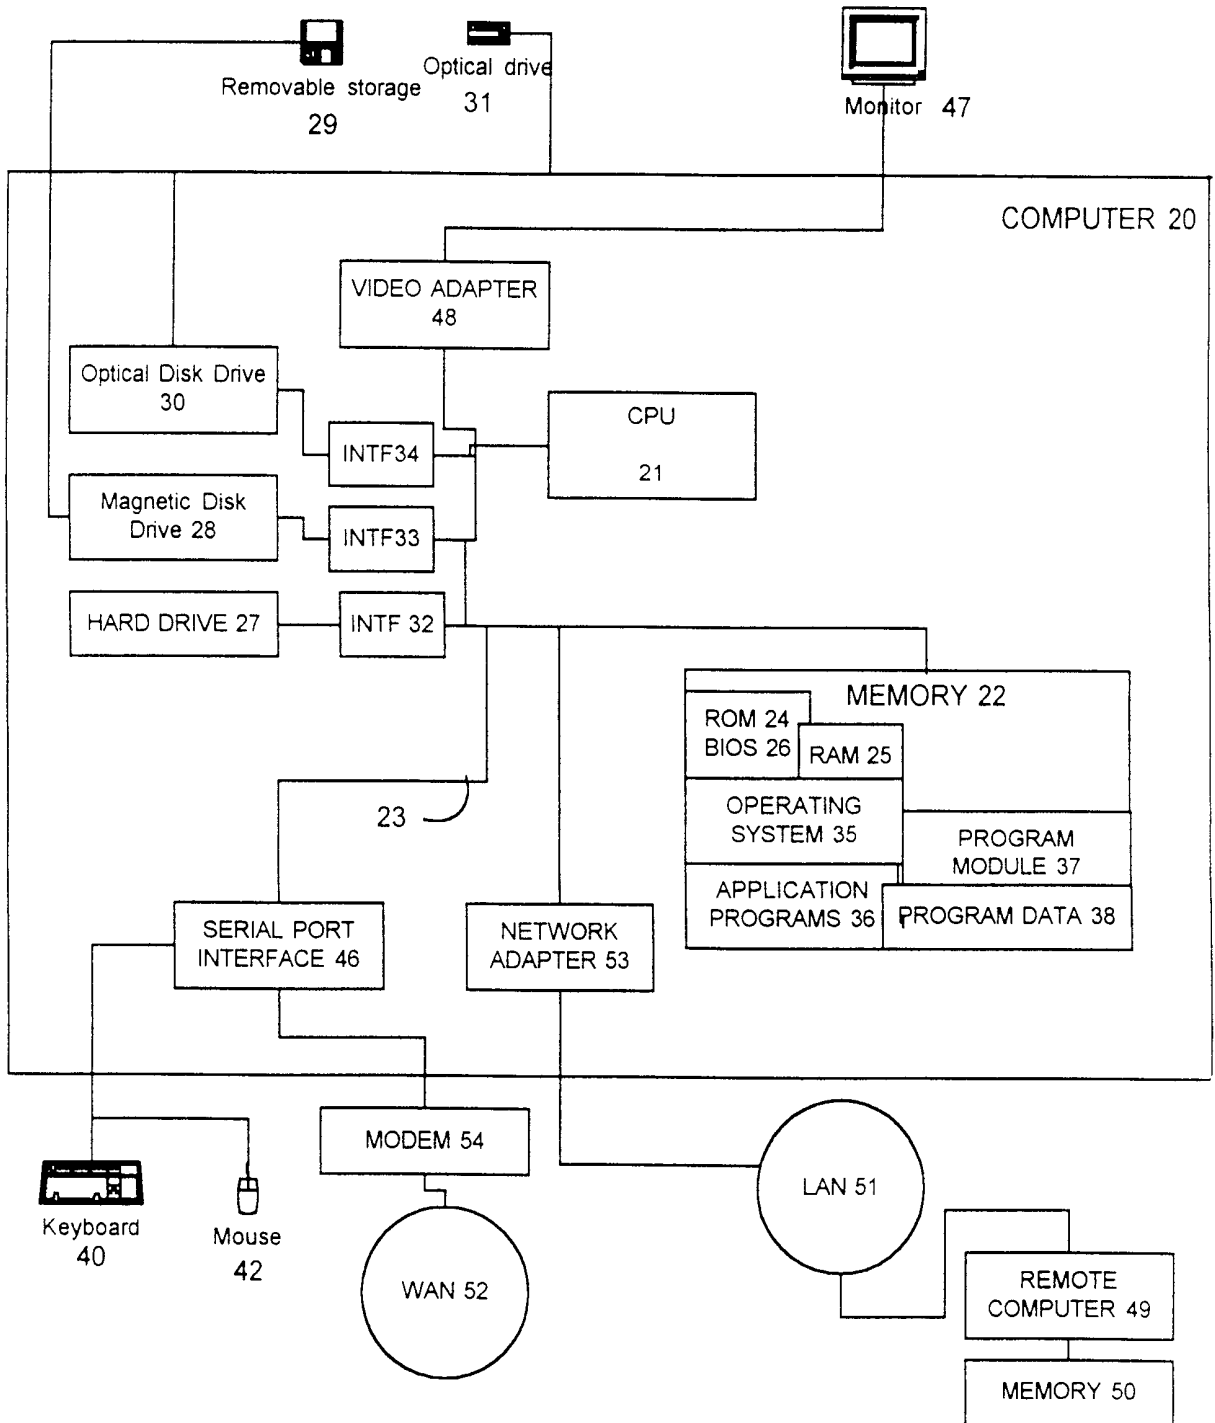 Removable storage
29
Optical drive
31
Monitor 47
COMPUTER 20
VIDEO ADAPTER
48
Optical Disk Drive
30
INTF34
CPU
21
Magnetic Disk
Drive 28
INTF33
HARD DRIVE 27
INTF 32
MEMORY 22
ROM 24
BIOS 26
RAM 25
OPERATING
SYSTEM 35
PROGRAM
MODULE 37
APPLICATION
PROGRAMS 36
PROGRAM DATA 38
23
SERIAL PORT
INTERFACE 46
NETWORK
ADAPTER 53
MODEM 54
LAN 51
Keyboard
40
Mouse
42
WAN 52
REMOTE
COMPUTER 49
MEMORY 50